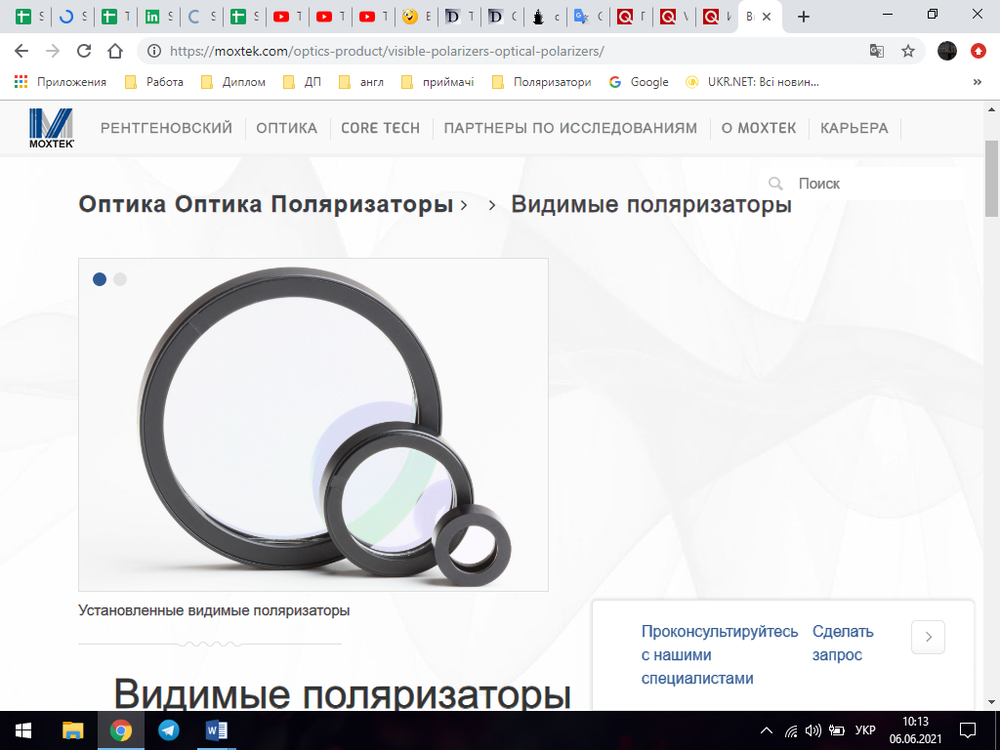 S
S
T
S
C
S
S
T
T
T
Е
T
C
с
С
Г
V
И
В
https://moxtek.com/optics-product/visible-polarizers-optical-polarizers/
Приложения
Работа
Диплом
ДП
англ
приймачі
Поляризатори
Google
UKR.NET: Всі новин...
»
MOXTEK
РЕНТГЕНОВСКИЙ
ОПТИКА
CORE TECH
ПАРТНЕРЫ ПО ИССЛЕДОВАНИЯМ
О MOXTEK
КАРЬЕРА
Поиск
Оптика Оптика Поляризаторы › › Видимые поляризаторы
Установленные видимые поляризаторы
Проконсультируйтесь
с нашими
специалистами
Сделать
запрос
Видимые поляризаторы
УКР
10:13
06.06.2021